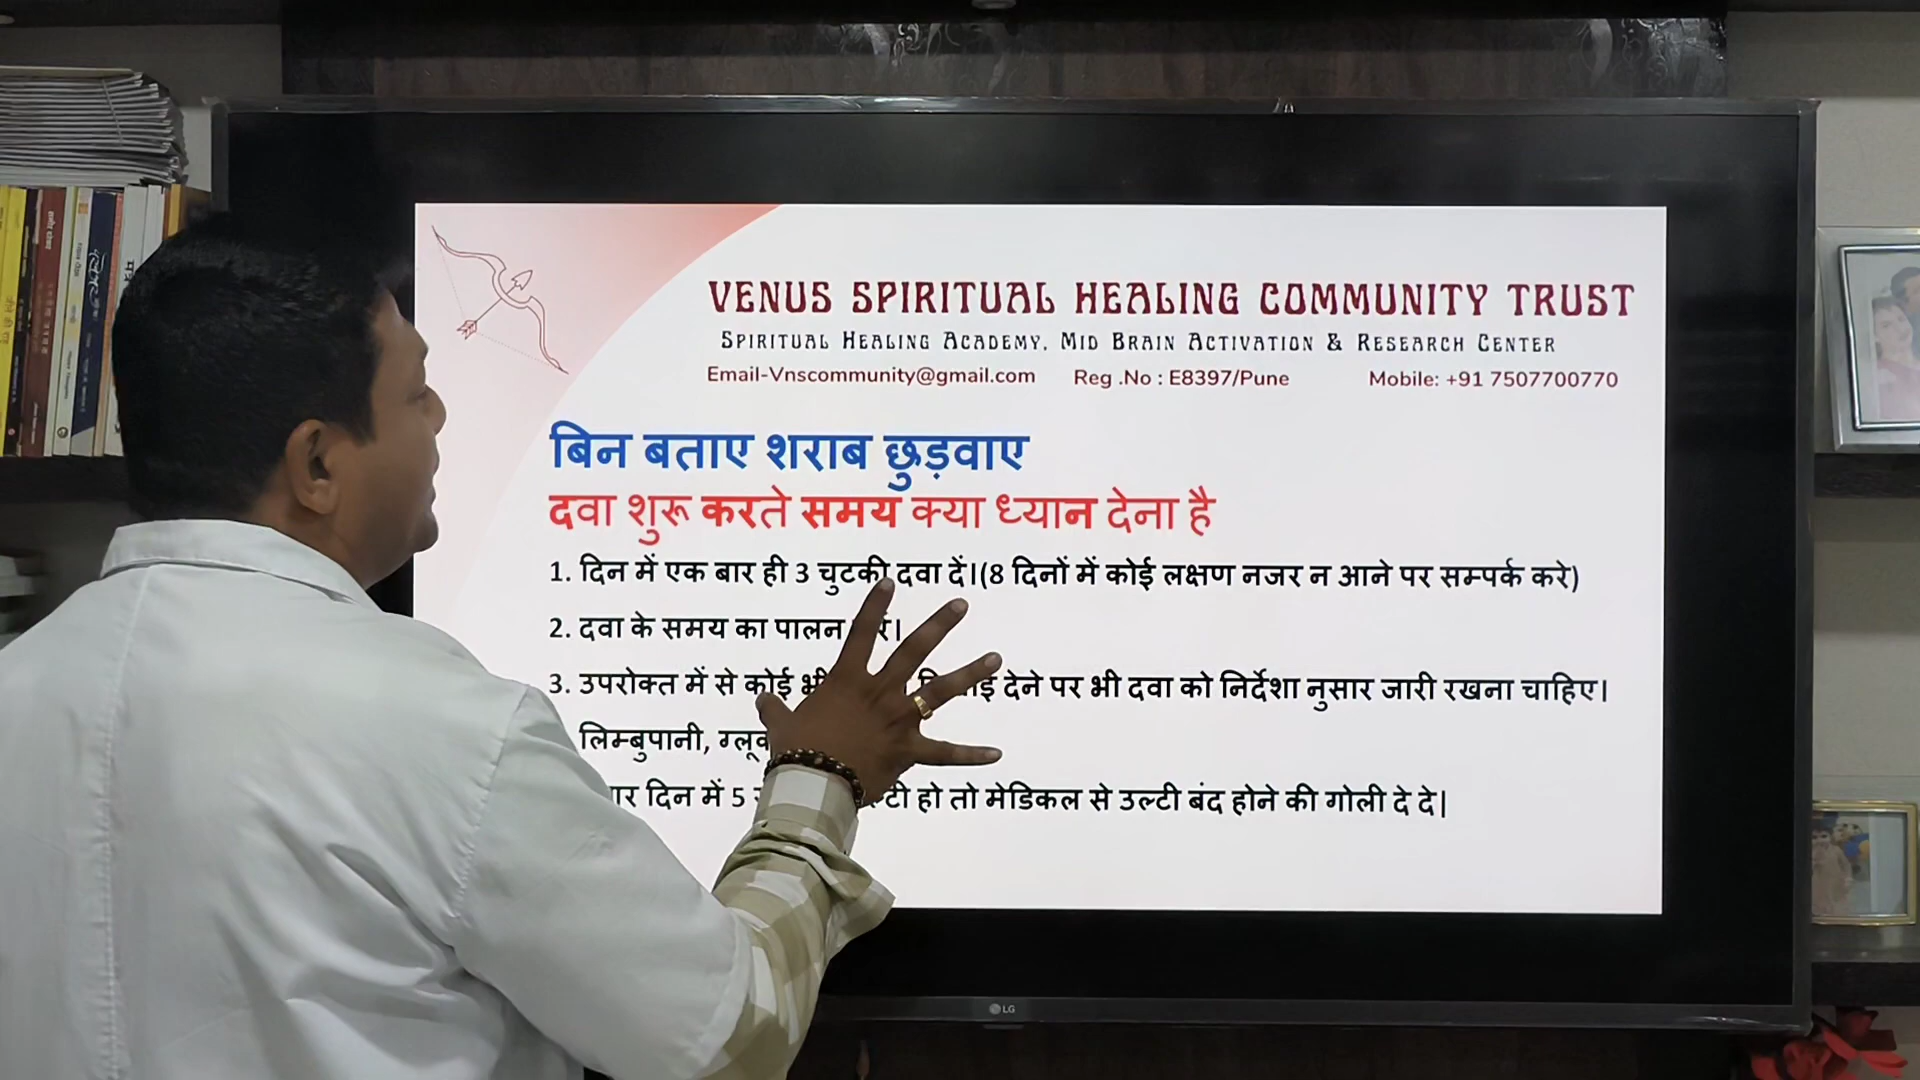 VENUS SPIRITUAL HEALING COMMUNITY TRUST
SPIRITUAL HEALING ACADEMY, MID BRAIN ACTIVATION & RESEARCH CENTER
Email-Vnscommunity@gmail.com Reg .No : E8397/Pune Mobile: +91 7507700770
बिन बताए शराब छुड़वाए
दवा शुरू करते समय क्या ध्यान देना है
1. दिन में एक बार ही 3 चुटकी दवा दें।(8 दिनों में कोई लक्षण नजर न आने पर सम्पर्क करे)
2. दवा के समय का पालन
3. उपरोक्त में से कोई भी देने पर भी दवा को निर्देशा नुसार जारी रखना चाहिए।
लिम्बुपानी,
दिन में 5 हो तो मेडिकल से उल्टी बंद होने की गोली दे दे|
LG